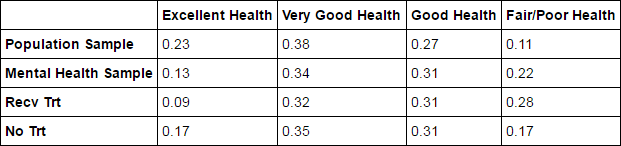 Excellent Health Very Good Health Good Health Fair/Poor Health
Population Sample 0.23 0.38 0.27 0.11
Mental Health Sample 0.13 0.34 0.31 0.22
Recv Trt 0.09 0.32 0.31 0.28
No Trt 0.17 0.35 0.31 0.17